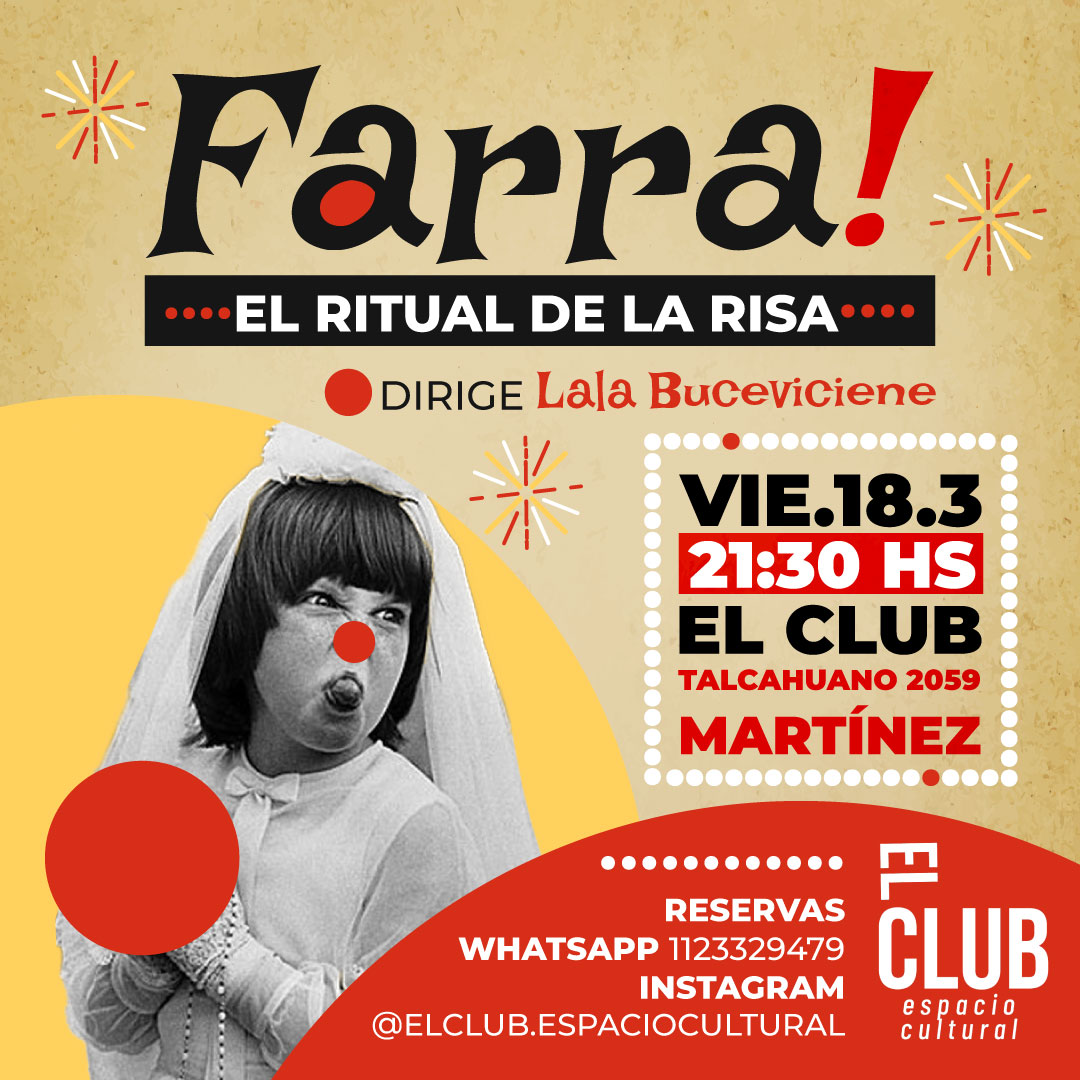 Farra!
EL RITUAL DE LA RISA
DIRIGE Lala Buceviciene
VIE.18.3
21:30 HS
EL CLUB
TALCAHUANO 2059
MARTÍNEZ
RESERVAS
WHATSAPP 1123329479
INSTAGRAM
@ELCLUB.ESPACIOCULTURAL
EL
CLUB
espacio
cultural